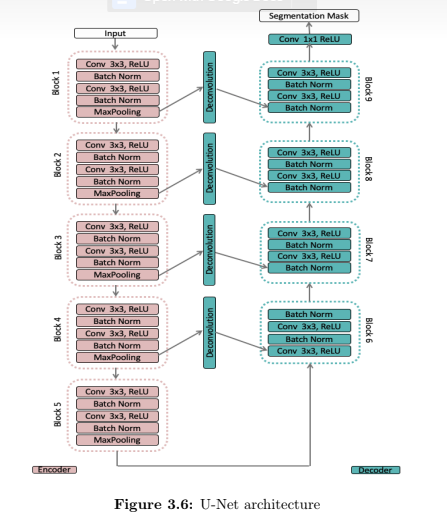 Input
Block 1
Conv 3x3, ReLU
Batch Norm
Conv 3x3, ReLU
Batch Norm
MaxPooling
Block 2
Conv 3x3, ReLU
Batch Norm
Conv 3x3, ReLU
Batch Norm
MaxPooling
Block 3
Conv 3x3, ReLU
Batch Norm
Conv 3x3, ReLU
Batch Norm
MaxPooling
Block 4
Conv 3x3, ReLU
Batch Norm
Conv 3x3, ReLU
Batch Norm
MaxPooling
Block 5
Conv 3x3, ReLU
Batch Norm
Conv 3x3, ReLU
Batch Norm
MaxPooling
Encoder
Deconvolution
Deconvolution
Deconvolution
Deconvolution
Segmentation Mask
Conv 1x1 ReLU
Conv 3x3, ReLU
Batch Norm
Conv 3x3, ReLU
Batch Norm
Block 9
Conv 3x3, ReLU
Batch Norm
Conv 3x3, ReLU
Batch Norm
Block 8
Conv 3x3, ReLU
Batch Norm
Conv 3x3, ReLU
Batch Norm
Block 7
Batch Norm
Conv 3x3, ReLU
Batch Norm
Conv 3x3, ReLU
Block 6
Decoder
Figure 3.6: U-Net architecture